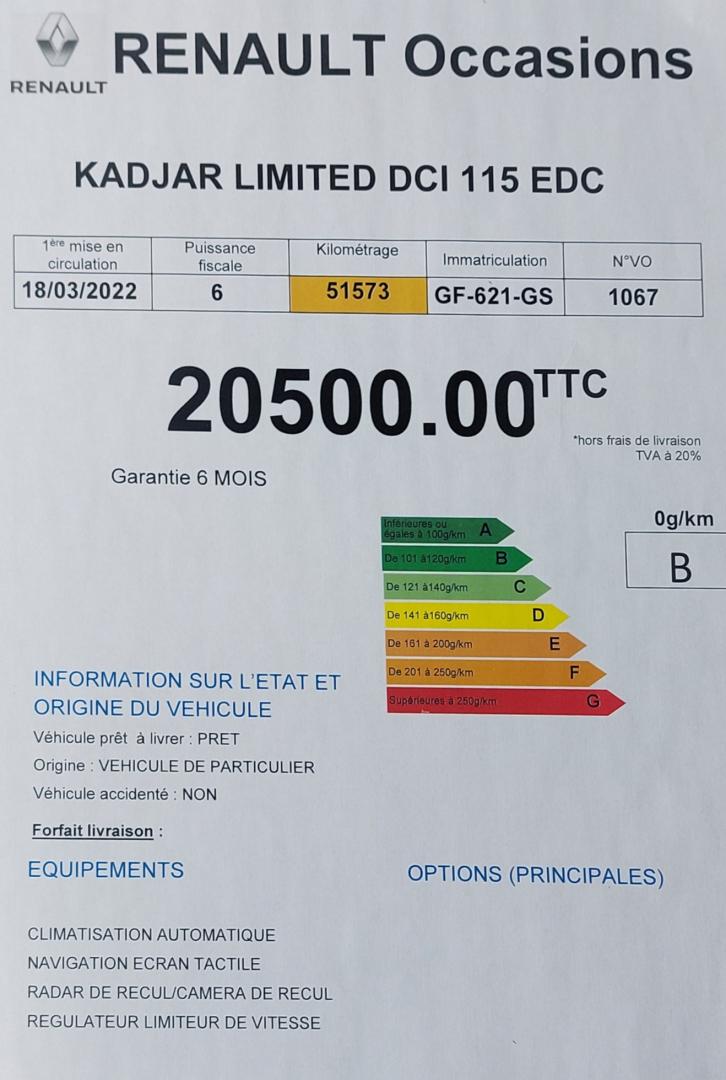 RENAULT
RENAULT Occasions
KADJAR LIMITED DCI 115 EDC
1ère mise en circulation
Puissance fiscale
Kilométrage
Immatriculation
N°VO
18/03/2022
6
51573
GF-621-GS
1067
20500.00 TTC
*hors frais de livraison
TVA à 20%
Garantie 6 MOIS
0g/km
B
Inférieures ou
égales à 100g/km A
De 101 à120g/km B
De 121 à140g/km C
De 141 à160g/km D
De 161 à 200g/km E
De 201 à 250g/km F
Supérieures à 250g/km G
INFORMATION SUR L'ETAT ET
ORIGINE DU VEHICULE
Véhicule prêt à livrer : PRET
Origine : VEHICULE DE PARTICULIER
Véhicule accidenté : NON
Forfait livraison :
EQUIPEMENTS
OPTIONS (PRINCIPALES)
CLIMATISATION AUTOMATIQUE
NAVIGATION ECRAN TACTILE
RADAR DE RECUL/CAMERA DE RECUL
REGULATEUR LIMITEUR DE VITESSE